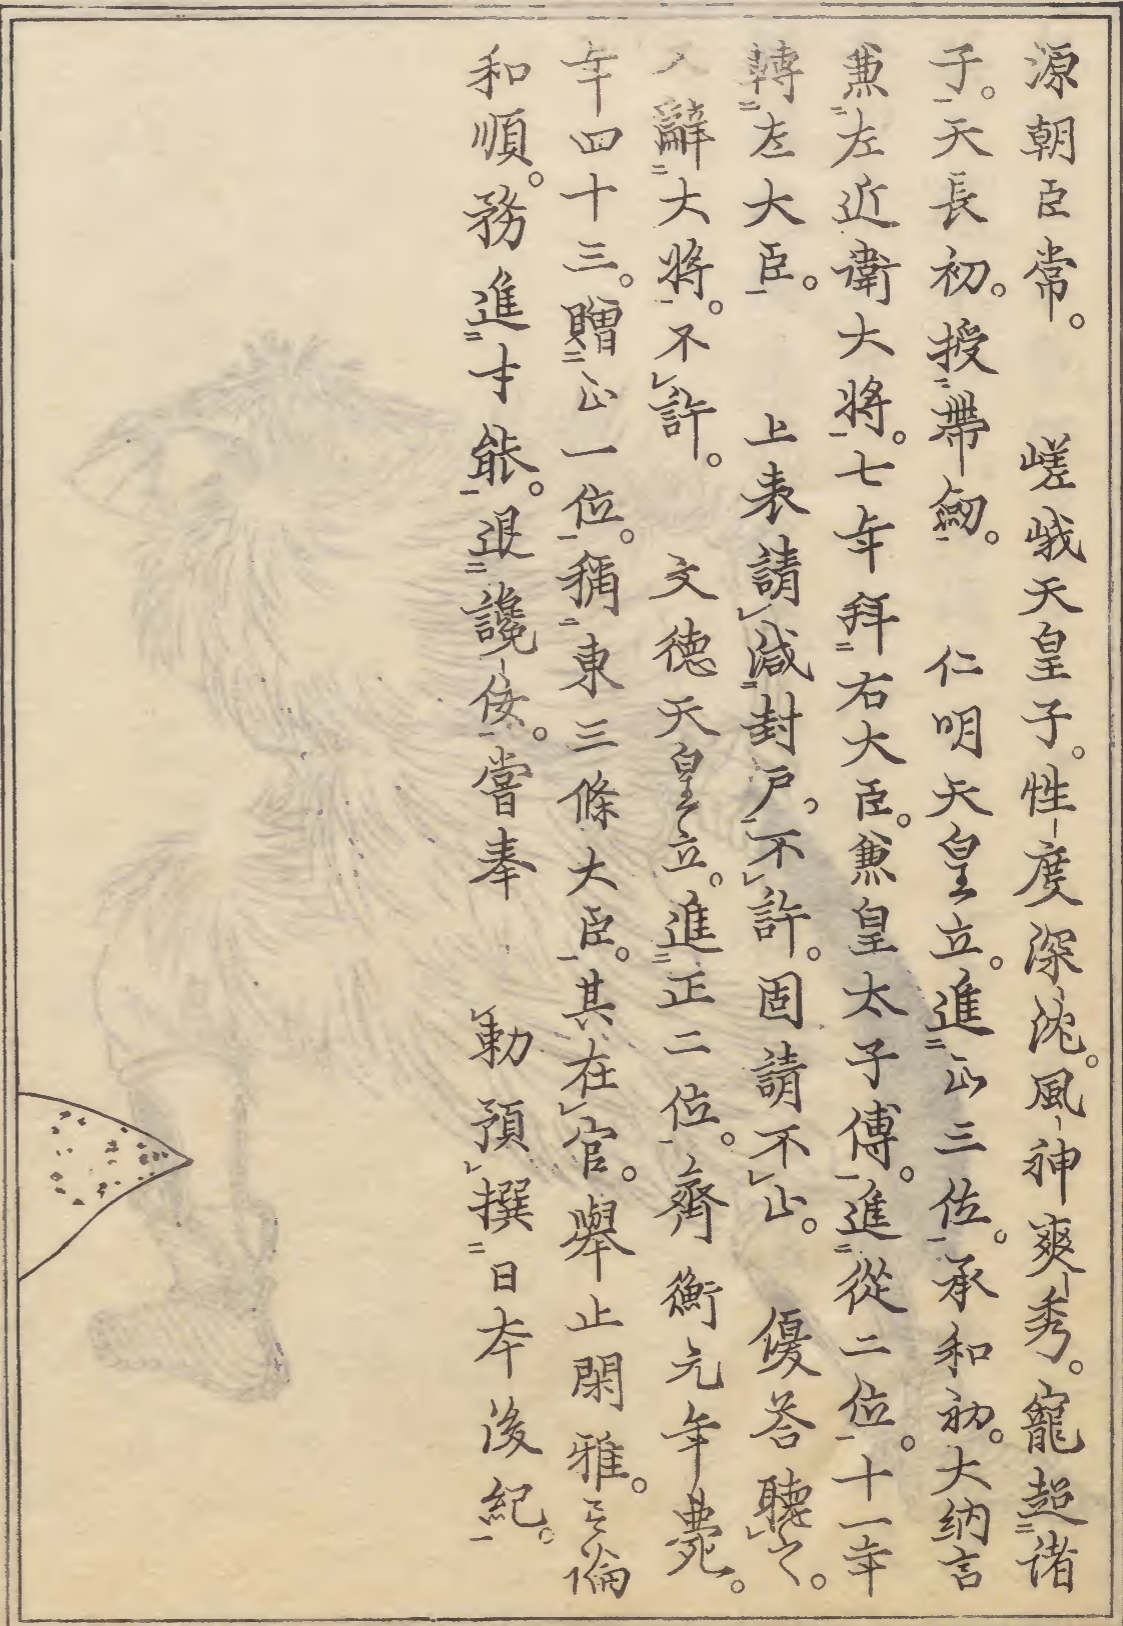 源朝臣常。　嵯峨天皇子。性度深沈。風神爽秀。寵超諸
子。天長初。授帶劔。　仁明天皇立。進正三位。承和初。大納言
兼左近衛大將。七年拜右大臣。兼皇太子傅。進從二位。十一年
轉左大臣。　上表請減封戸。不許。固請不止。　優答聽之。
又辭大將。不許。　文德天皇立。進正二位。齊衡元年薨。
年四十三。贈正一位。稱東三條大臣。其在官。舉止閑雅。言論
和順。務進才能。退讒佞。嘗奉　勅預撰日本後紀。